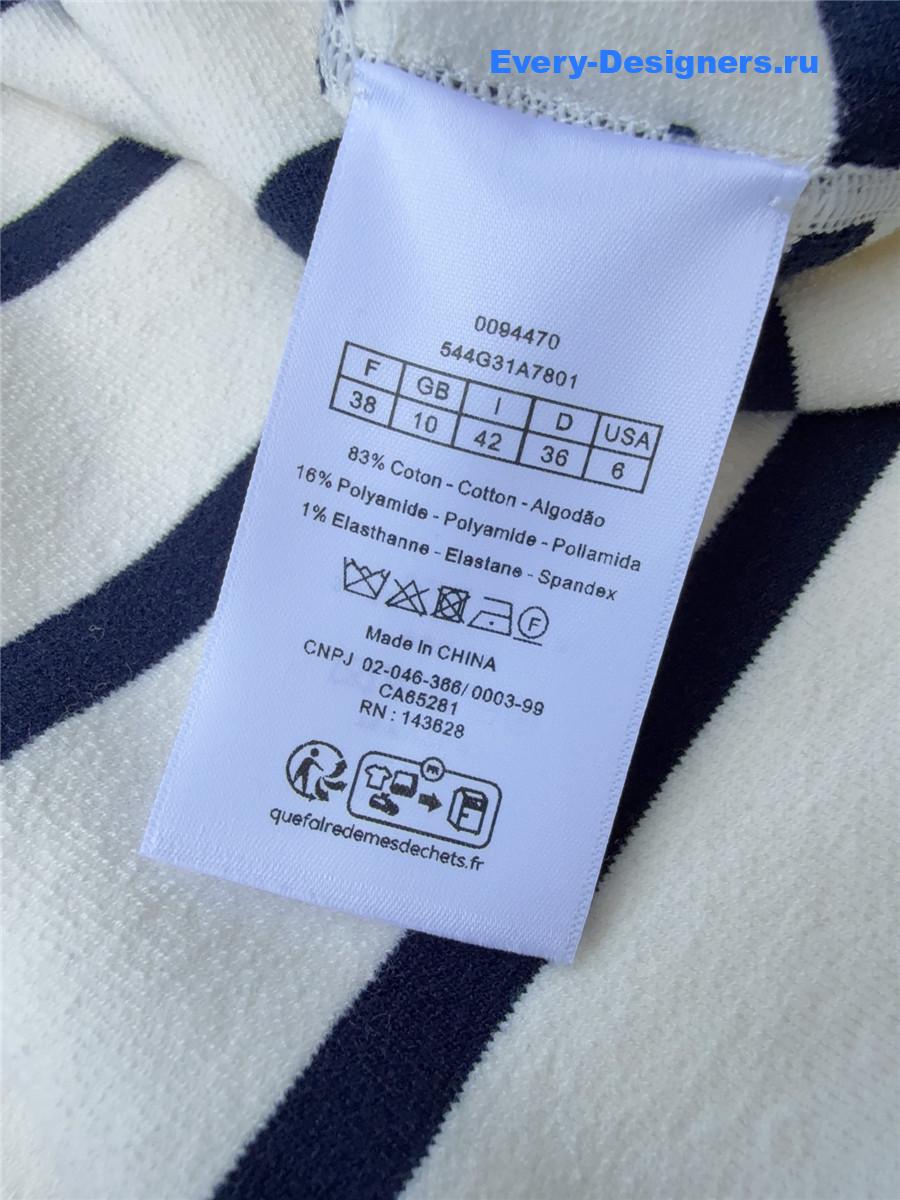 Every-Designers.ru
0094470
544G31A7801
F GB I D USA
38 10 42 36 6
83% Coton - Cotton - Algodão
16% Polyamide - Polyamide - Poliamida
1% Elasthanne - Elastane - Spandex
F
Made In CHINA
CNPJ 02-046-366/0003-99
CA65281
RN : 143628
FR
quefairedemesdechets.fr